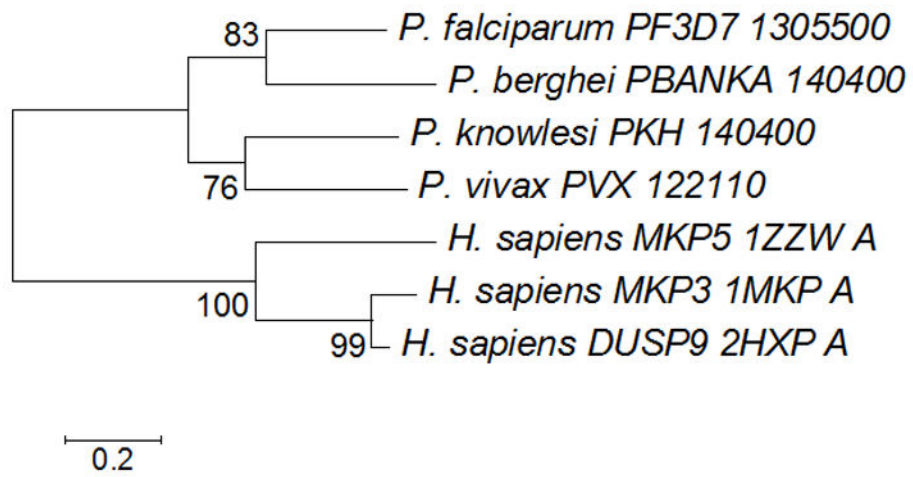 83
P. falciparum PF3D7 1305500
P. berghei PBANKA 140400
P. knowlesi PKH 140400
76
P. vivax PVX 122110
H. sapiens MKP5 1ZZW A
100
H. sapiens MKP3 1MKP A
99
H. sapiens DUSP9 2HXP A
0.2